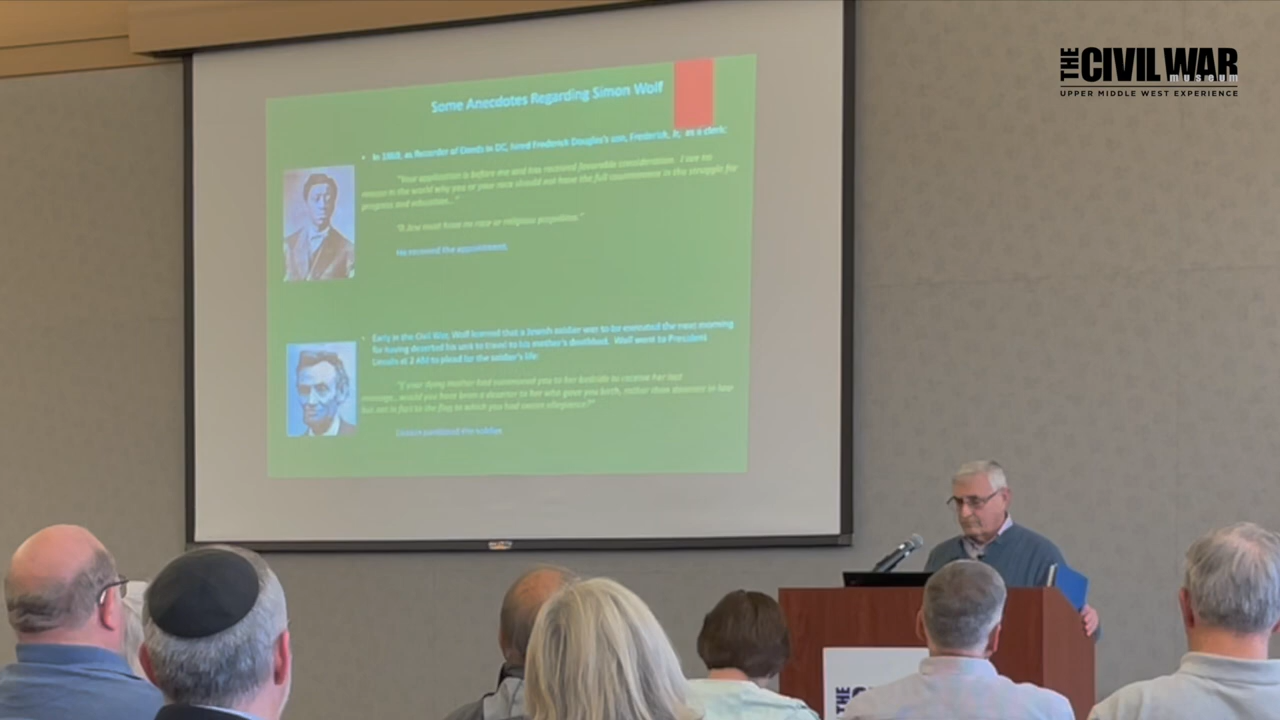 THE CIVIL WAR
museum
UPPER MIDDLE WEST EXPERIENCE
Some Anecdotes Regarding Simon Wolf
• In 1869, as Recorder of Deeds in DC, hired Frederick Douglas's son, Frederick, Jr, as a clerk:
"Your application is before me and has received favorable consideration. I see no
reason in the world why you or your race should not have the full countenance in the struggle for
progress and education..."
must have no race or religious
He received the appointment.
• Early in the Civil War, Wolf learned that a Jewish soldier was to be executed the next morning
for having deserted his unit to travel to his mother's deathbed. Wolf went to President
Lincoln at 2 AM to plead for the soldier's life:
"If your dying mother had summoned you to her bedside to receive her last
message, would you have been a deserter to her who gave you birth, rather than deserter in law
but not in fact to the flag to which you had sworn allegiance?"
Lincoln pardoned the soldier.
THE